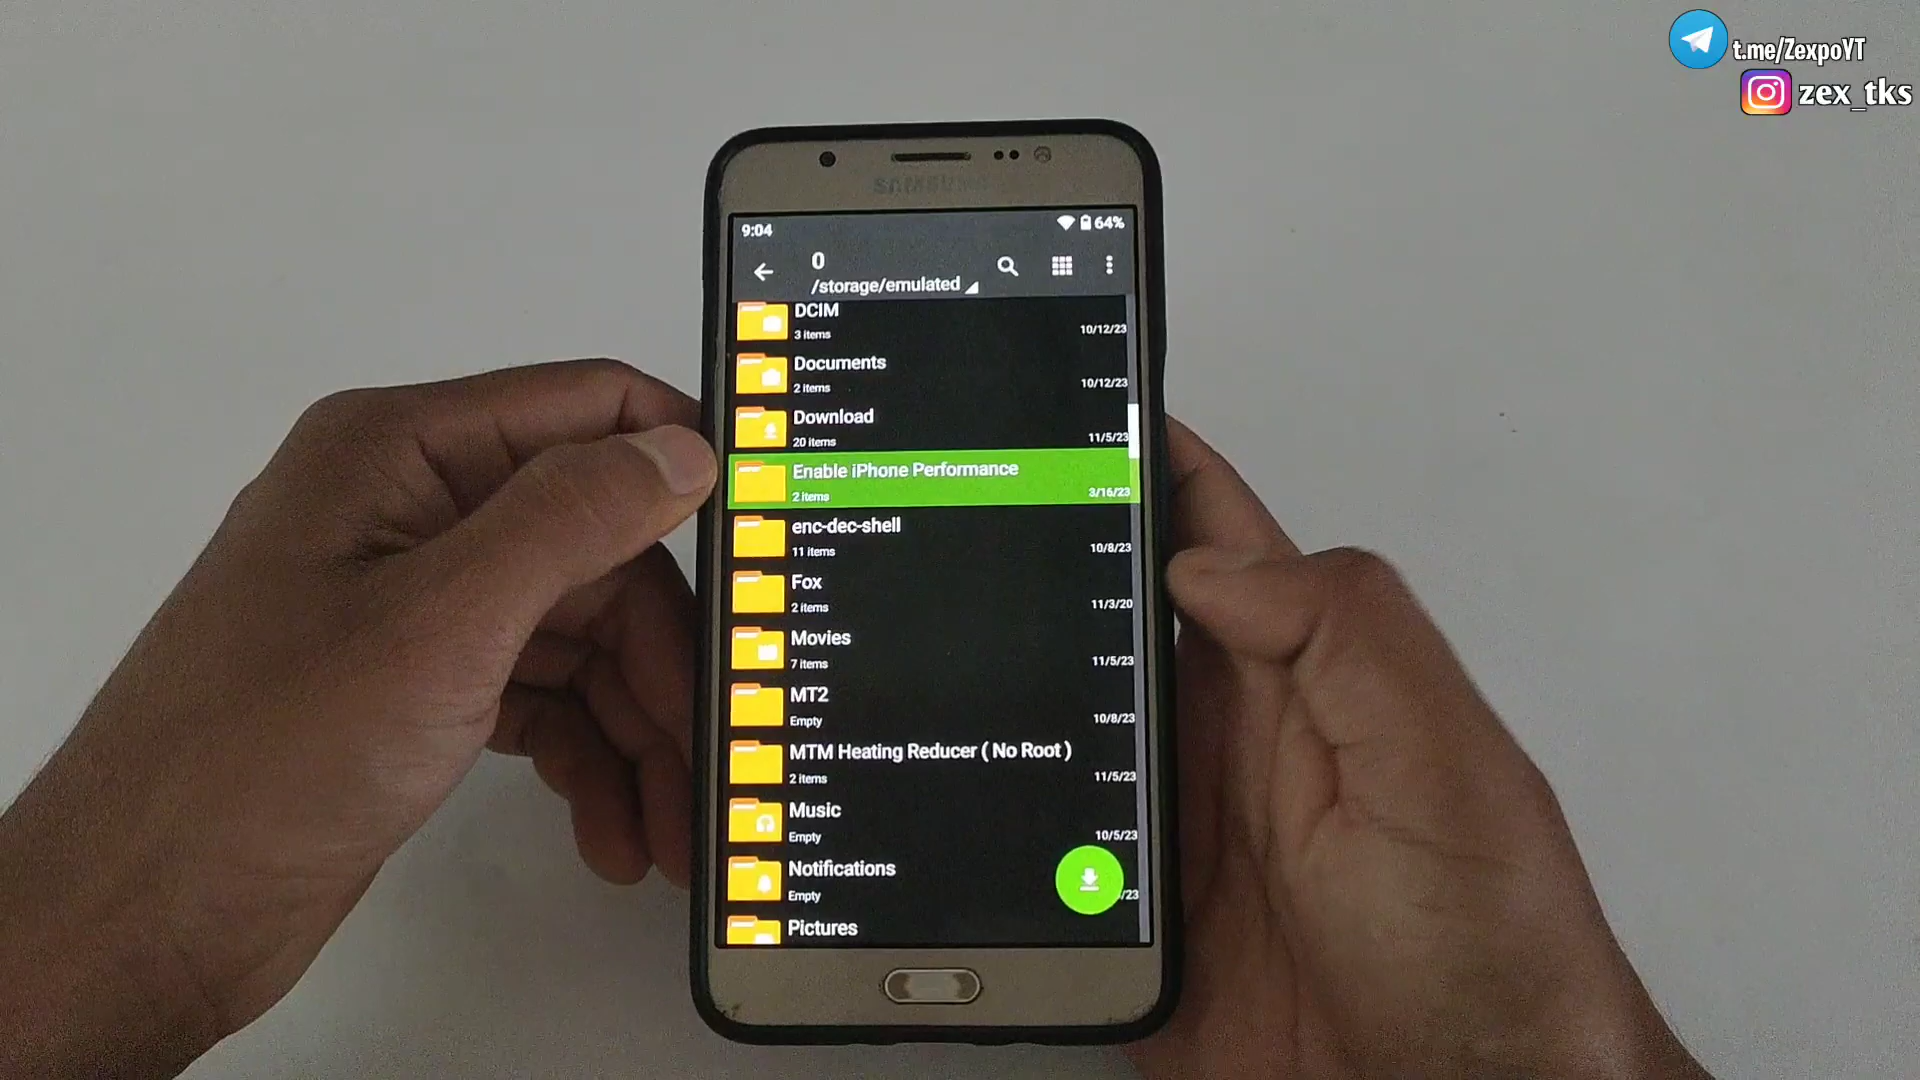 t.me/ZexpoYT
zex_tks
SAMSUNG
9:04
64%
0
/storage/emulated
DCIM
3 items
10/12/23
Documents
2 items
10/12/23
Download
20 items
11/5/23
Enable iPhone Performance
2 items
3/16/23
enc-dec-shell
11 items
10/8/23
Fox
2 items
11/3/20
Movies
7 items
11/5/23
MT2
Empty
10/8/23
MTM Heating Reducer ( No Root )
2 items
11/5/23
Music
Empty
10/5/23
Notifications
Empty
/23
Pictures